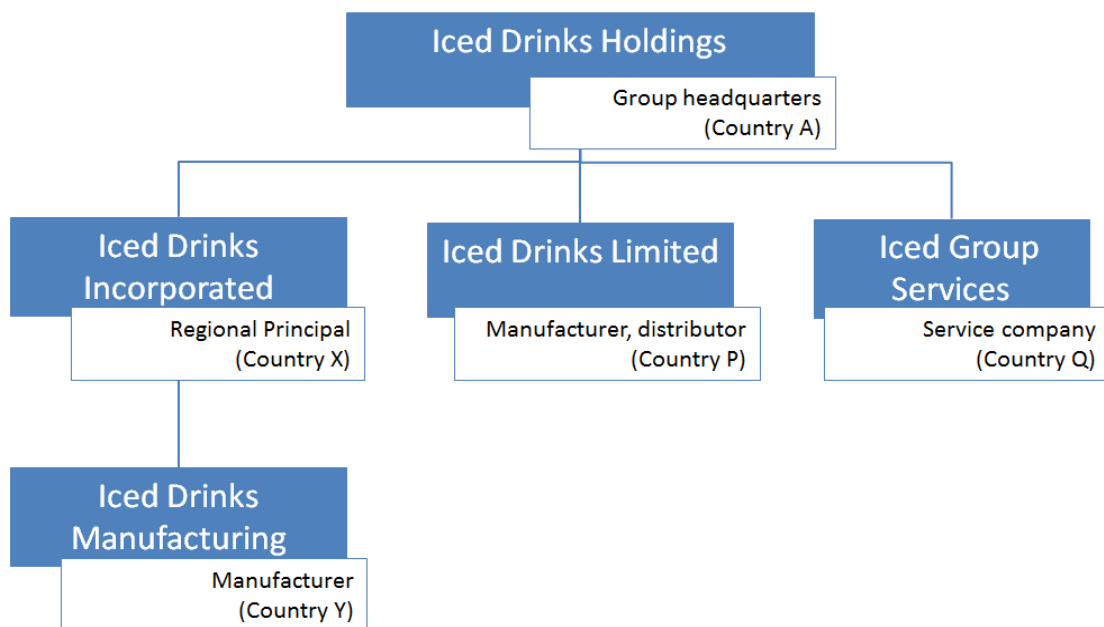 Iced Drinks Holdings
Group headquarters
(Country A)
Iced Drinks
Incorporated
Regional Principal
(Country X)
Iced Drinks Limited
Manufacturer, distributor
(Country P)
Iced Group
Services
Service company
(Country Q)
Iced Drinks
Manufacturing
Manufacturer
(Country Y)